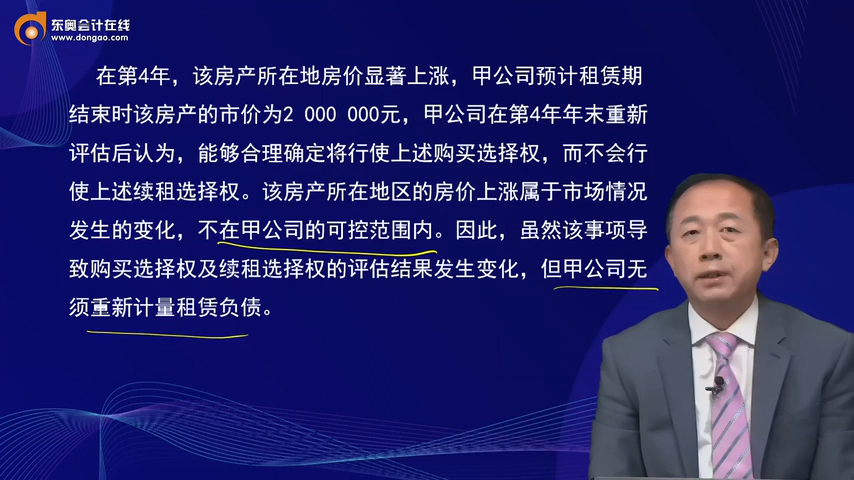 东奥会计在线
www.dongao.com
在第4年，该房产所在地房价显著上涨，甲公司预计租赁期
结束时该房产的市价为2 000 000元，甲公司在第4年年末重新
评估后认为，能够合理确定将行使上述购买选择权，而不会行
使上述续租选择权。该房产所在地区的房价上涨属于市场情况
发生的变化，不在甲公司的可控范围内。因此，虽然该事项导
致购买选择权及续租选择权的评估结果发生变化，但甲公司无
须重新计量租赁负债。